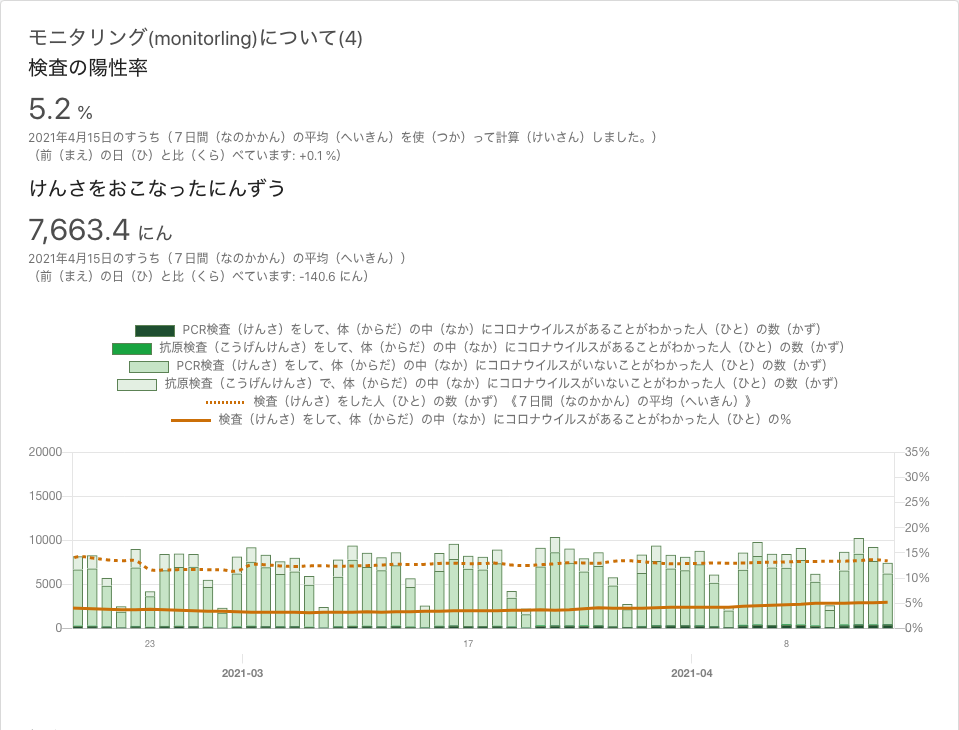 モニタリング(monitorling)について(4)
検査の陽性率
5.2 %
2021年4月15日のすうち（７日間（なのかかん）の平均（へいきん）を使（つか）って計算（けいさん）しました。）
（前（まえ）の日（ひ）と比（くら）べています: +0.1 %）
けんさをおこなったにんずう
7,663.4 にん
2021年4月15日のすうち（７日間（なのかかん）の平均（へいきん））
（前（まえ）の日（ひ）と比（くら）べています: -140.6 にん）
PCR検査（けんさ）をして、体（からだ）の中（なか）にコロナウイルスがあることがわかった人（ひと）の数（かず）
抗原検査（こうげんけんさ）をして、体（からだ）の中（なか）にコロナウイルスがあることがわかった人（ひと）の数（かず）
PCR検査（けんさ）をして、体（からだ）の中（なか）にコロナウイルスがいないことがわかった人（ひと）の数（かず）
抗原検査（こうげんけんさ）で、体（からだ）の中（なか）にコロナウイルスがいないことがわかった人（ひと）の数（かず）
検査（けんさ）をした人（ひと）の数（かず）《７日間（なのかかん）の平均（へいきん）》
検査（けんさ）をして、体（からだ）の中（なか）にコロナウイルスがあることがわかった人（ひと）の%
20000 35%
30%
15000 25%
20%
10000 15%
5000 10%
5%
0 0%
23 17 8
2021-03 2021-04